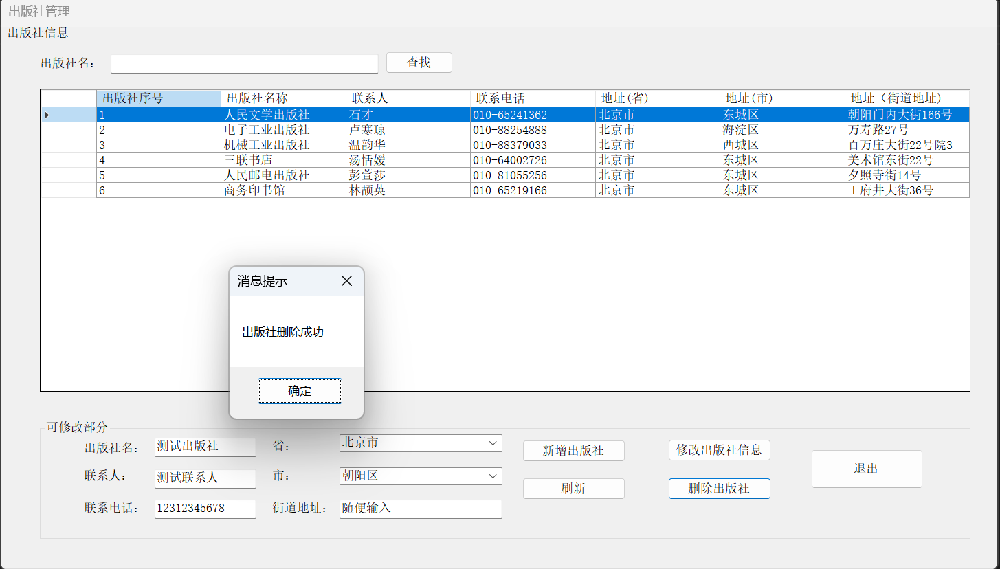 出版社管理
出版社信息
出版社名： 查找
出版社序号 出版社名称 联系人 联系电话 地址(省) 地址(市) 地址（街道地址）
1 人民文学出版社 石才 010-65241362 北京市 东城区 朝阳门内大街166号
2 电子工业出版社 卢寒琼 010-88254888 北京市 海淀区 万寿路27号
3 机械工业出版社 温韵华 010-88379033 北京市 西城区 百万庄大街22号院3
4 三联书店 汤恬媛 010-64002726 北京市 东城区 美术馆东街22号
5 人民邮电出版社 彭萱莎 010-81055256 北京市 东城区 夕照寺街14号
6 商务印书馆 林颉英 010-65219166 北京市 东城区 王府井大街36号
消息提示
出版社删除成功
确定
可修改部分
出版社名： 测试出版社 省： 北京市 新增出版社 修改出版社信息
联系人： 测试联系人 市： 朝阳区 刷新 删除出版社 退出
联系电话： 12312345678 街道地址： 随便输入